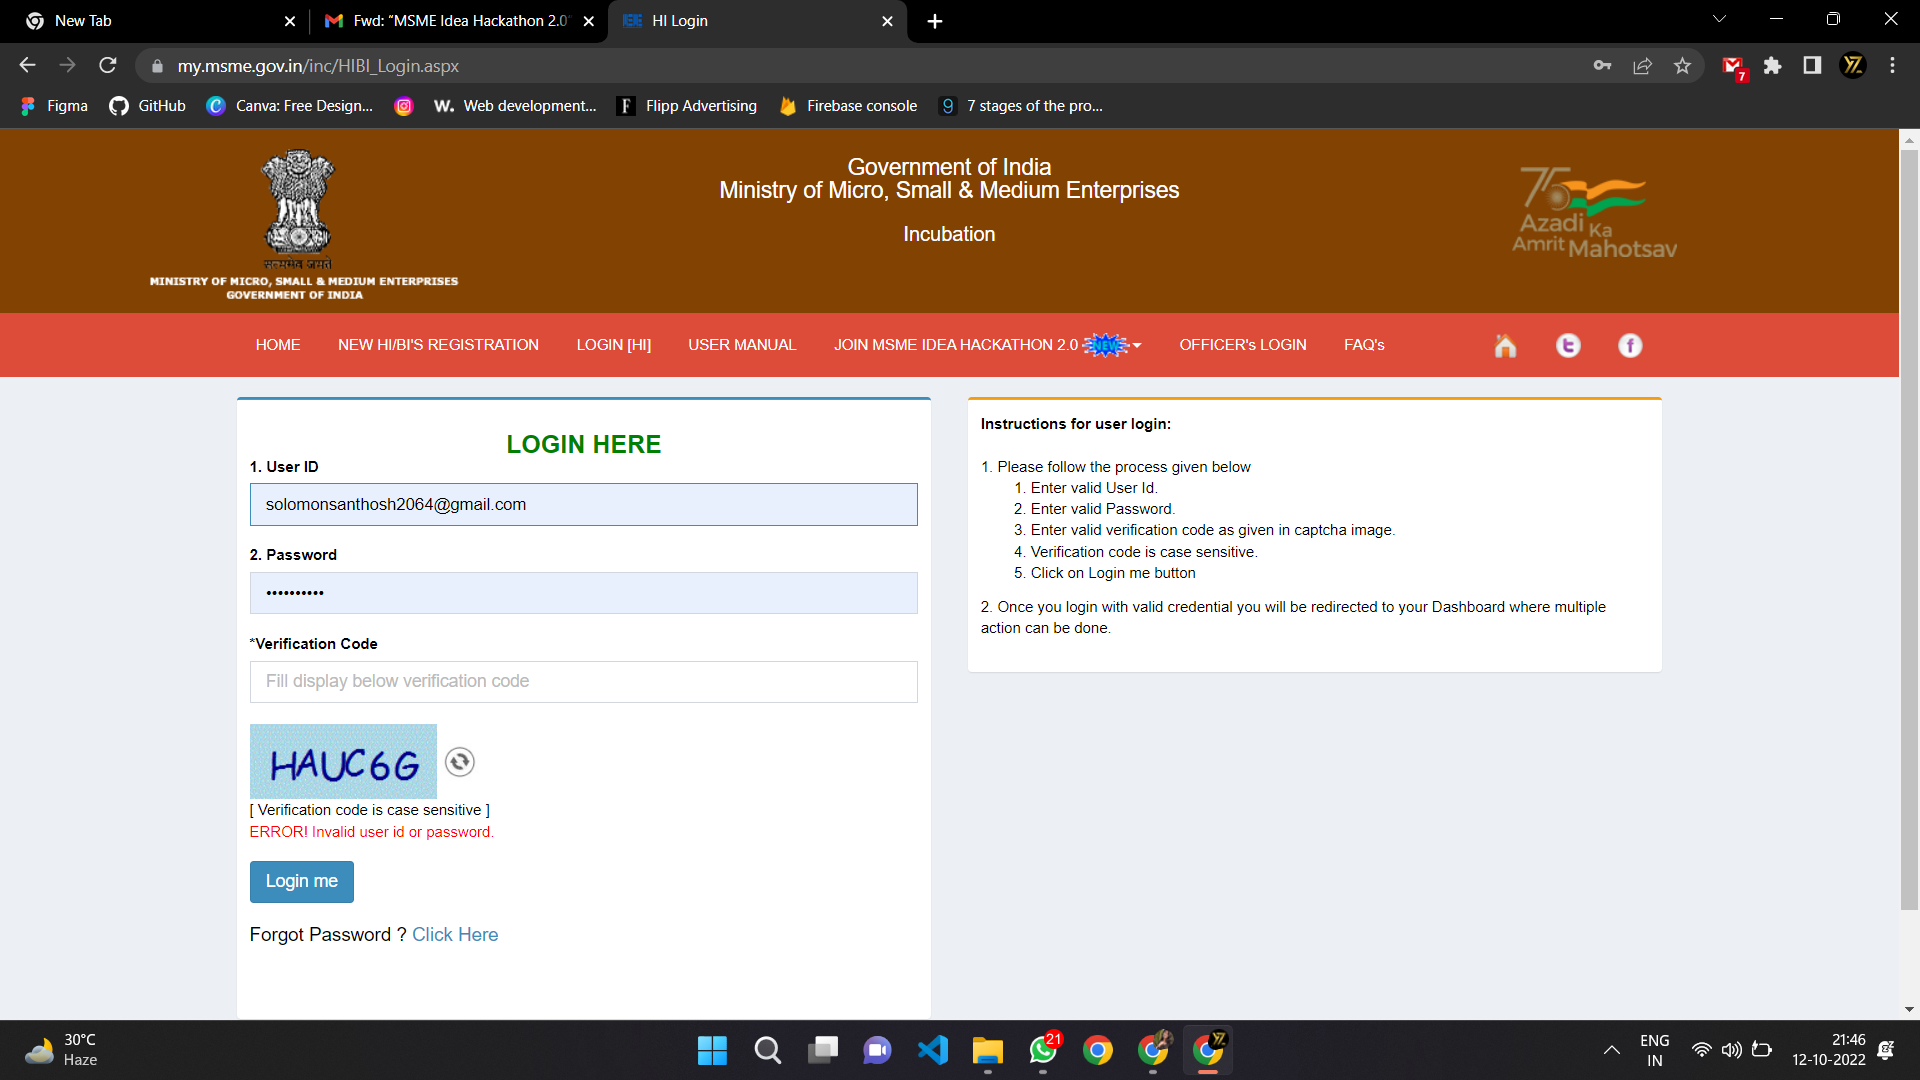 New Tab
Fwd: “MSME Idea Hackathon 2.0
HI Login
my.msme.gov.in/inc/HIBI_Login.aspx
7
YZ
Figma
GitHub
Canva: Free Design...
W. Web development...
F Flipp Advertising
Firebase console
9 7 stages of the pro...
Government of India
Ministry of Micro, Small & Medium Enterprises
Incubation
सत्यमेव जयते
MINISTRY OF MICRO, SMALL & MEDIUM ENTERPRISES
GOVERNMENT OF INDIA
75
Azadi Ka
Amrit Mahotsav
HOME
NEW HI/BI'S REGISTRATION
LOGIN [HI]
USER MANUAL
JOIN MSME IDEA HACKATHON 2.0 NEW
OFFICER's LOGIN
FAQ's
LOGIN HERE
1. User ID
solomonsanthosh2064@gmail.com
2. Password
••••••••••
*Verification Code
Fill display below verification code
HAUC6G
[ Verification code is case sensitive ]
ERROR! Invalid user id or password.
Login me
Forgot Password ? Click Here
Instructions for user login:
1. Please follow the process given below
1. Enter valid User Id.
2. Enter valid Password.
3. Enter valid verification code as given in captcha image.
4. Verification code is case sensitive.
5. Click on Login me button
2. Once you login with valid credential you will be redirected to your Dashboard where multiple
action can be done.
30°C
Haze
21
YZ
ENG
IN
21:46
12-10-2022